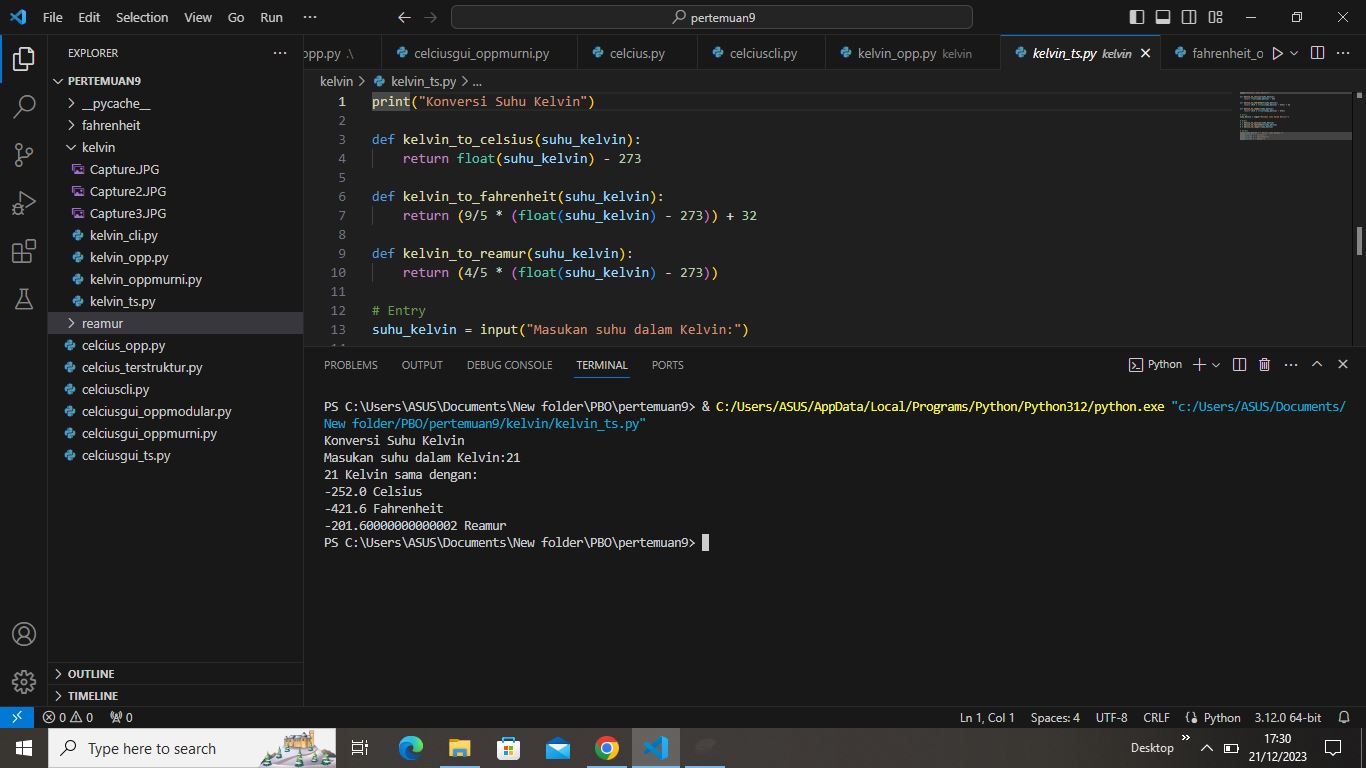 File Edit Selection View Go Run ··· pertemuan9
EXPLORER ···
PERTEMUAN9
__pycache__
fahrenheit
kelvin
Capture.JPG
Capture2.JPG
Capture3.JPG
kelvin_cli.py
kelvin_opp.py
kelvin_oppmurni.py
kelvin_ts.py
reamur
celcius_opp.py
celcius_terstruktur.py
celciuscli.py
celciusgui_oppmodular.py
celciusgui_oppmurni.py
celciusgui_ts.py
OUTLINE
TIMELINE
opp.py .\ celciusgui_oppmurni.py celcius.py celciuscli.py kelvin_opp.py kelvin kelvin_ts.py kelvin fahrenheit_o ···
kelvin > kelvin_ts.py > ...
1 print("Konversi Suhu Kelvin")
2
3 def kelvin_to_celsius(suhu_kelvin):
4 return float(suhu_kelvin) - 273
5
6 def kelvin_to_fahrenheit(suhu_kelvin):
7 return (9/5 * (float(suhu_kelvin) - 273)) + 32
8
9 def kelvin_to_reamur(suhu_kelvin):
10 return (4/5 * (float(suhu_kelvin) - 273))
11
12 # Entry
13 suhu_kelvin = input("Masukan suhu dalam Kelvin:")
PROBLEMS OUTPUT DEBUG CONSOLE TERMINAL PORTS Python ···
PS C:\Users\ASUS\Documents\New folder\PBO\pertemuan9> & C:/Users/ASUS/AppData/Local/Programs/Python/Python312/python.exe "c:/Users/ASUS/Documents/
New folder/PBO/pertemuan9/kelvin/kelvin_ts.py"
Konversi Suhu Kelvin
Masukan suhu dalam Kelvin:21
21 Kelvin sama dengan:
-252.0 Celsius
-421.6 Fahrenheit
-201.60000000000002 Reamur
PS C:\Users\ASUS\Documents\New folder\PBO\pertemuan9>
0 0 0 Ln 1, Col 1 Spaces: 4 UTF-8 CRLF Python 3.12.0 64-bit
Type here to search Desktop 17:30
21/12/2023